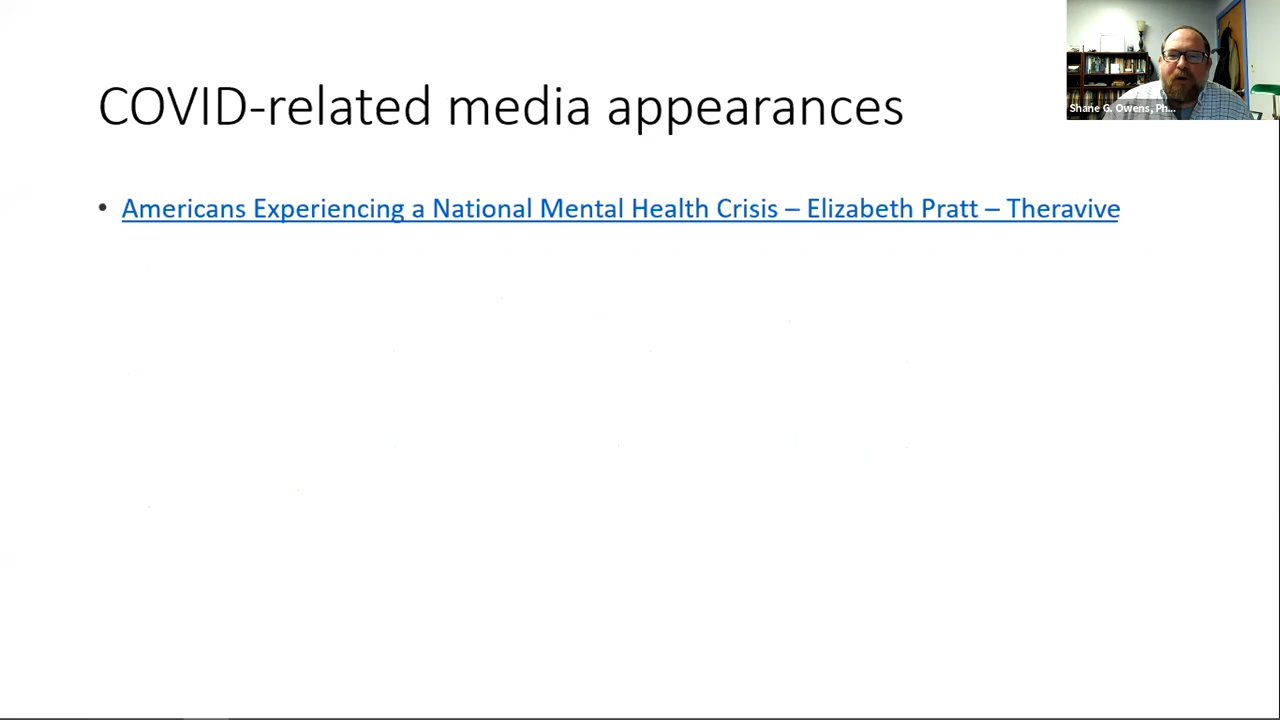 COVID-related media appearances
Shane G. Owens, Ph...
• Americans Experiencing a National Mental Health Crisis – Elizabeth Pratt – Theravive